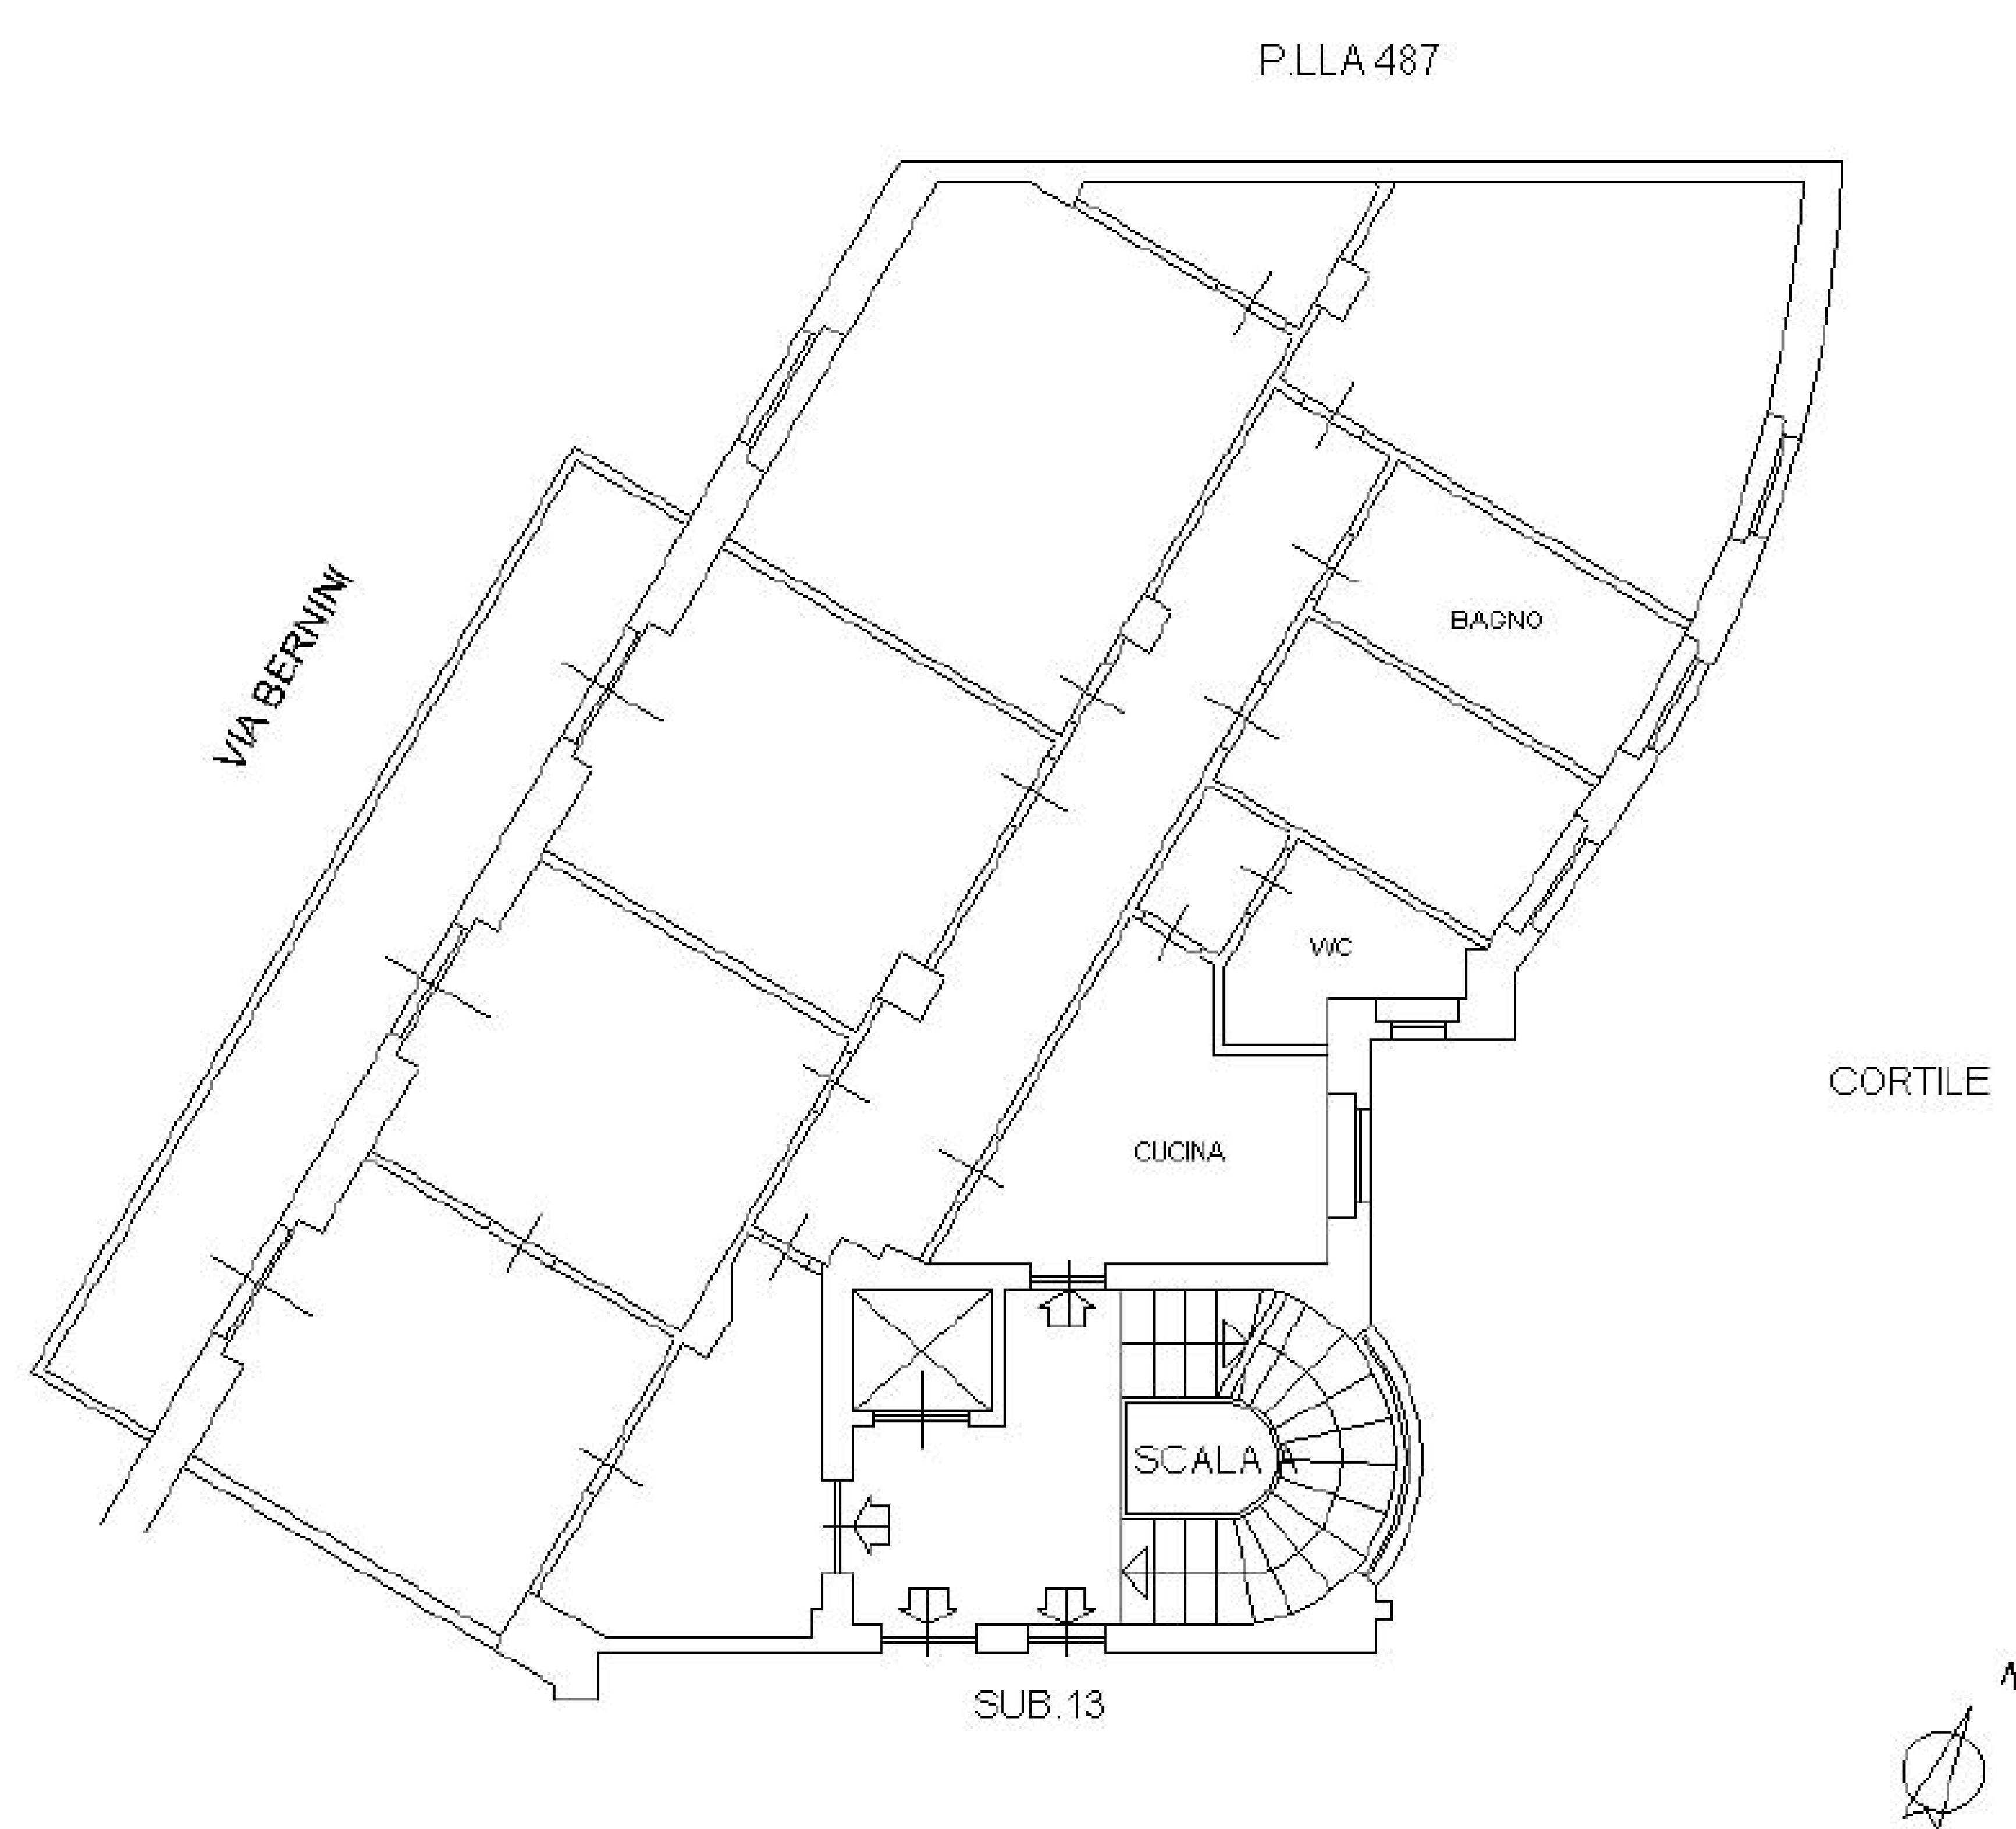 P.LLA 487
VIA BERNINI
BAGNO
WC
CORTILE
CUCINA
SCALA A
SUB.13